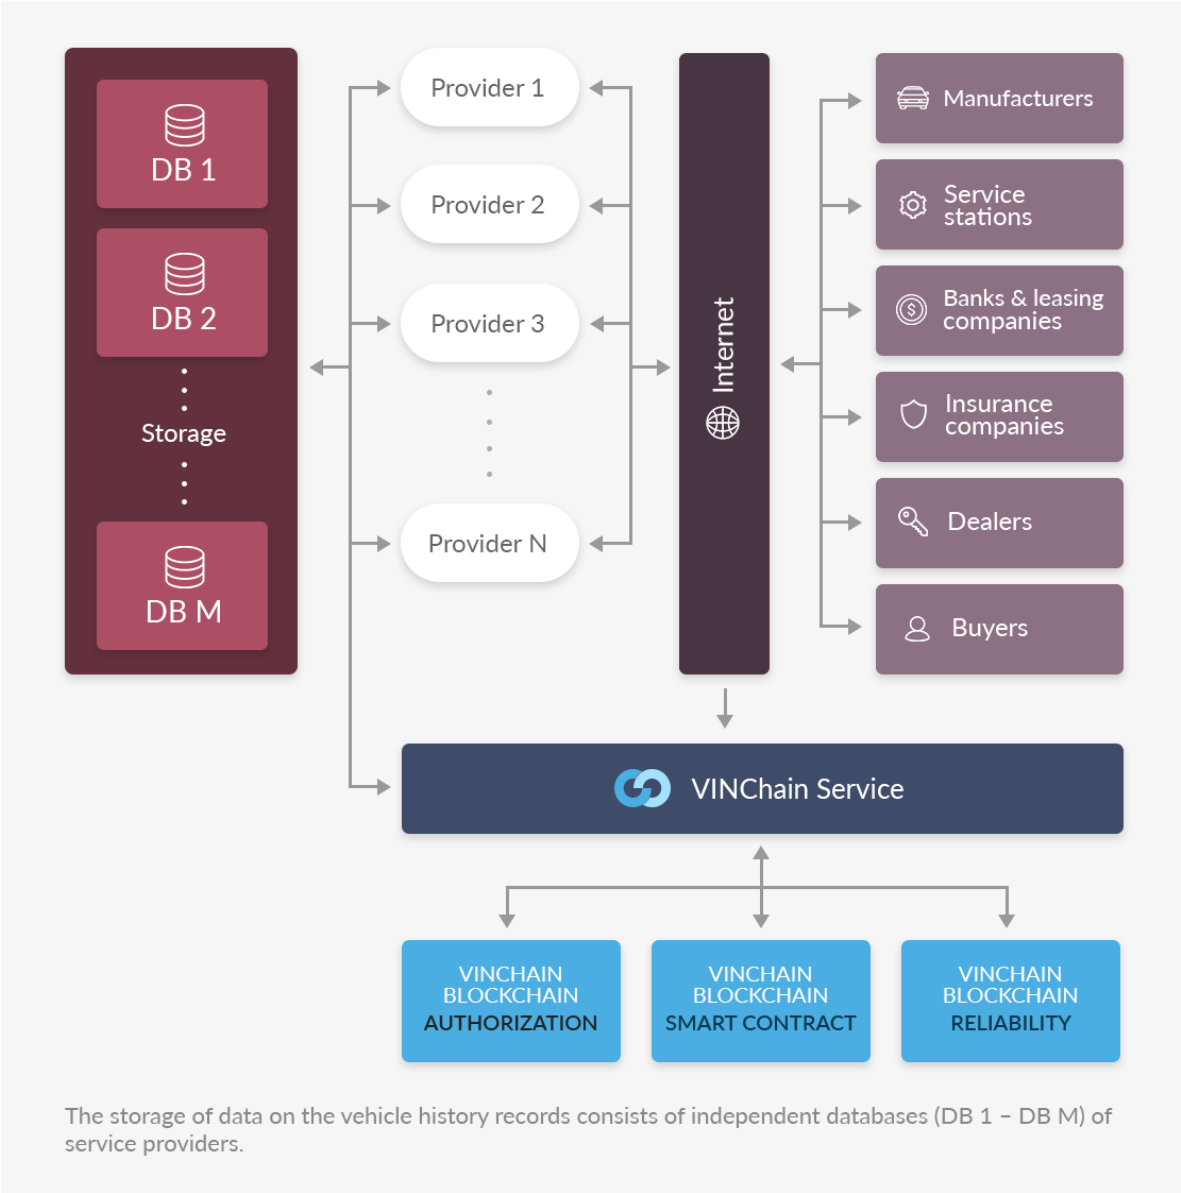 DB 1
DB 2
Storage
DB M
Provider 1
Provider 2
Provider 3
Provider N
Internet
Manufacturers
Service
stations
Banks & leasing
companies
Insurance
companies
Dealers
Buyers
VINChain Service
VINCHAIN
BLOCKCHAIN
AUTHORIZATION
VINCHAIN
BLOCKCHAIN
SMART CONTRACT
VINCHAIN
BLOCKCHAIN
RELIABILITY
The storage of data on the vehicle history records consists of independent databases (DB 1 – DB M) of
service providers.